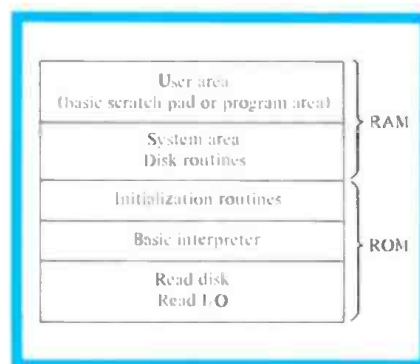 User area
(basic scratch pad or program area)
System area
Disk routines
RAM
Initialization routines
Basic interpreter
Read disk
Read I/O
ROM